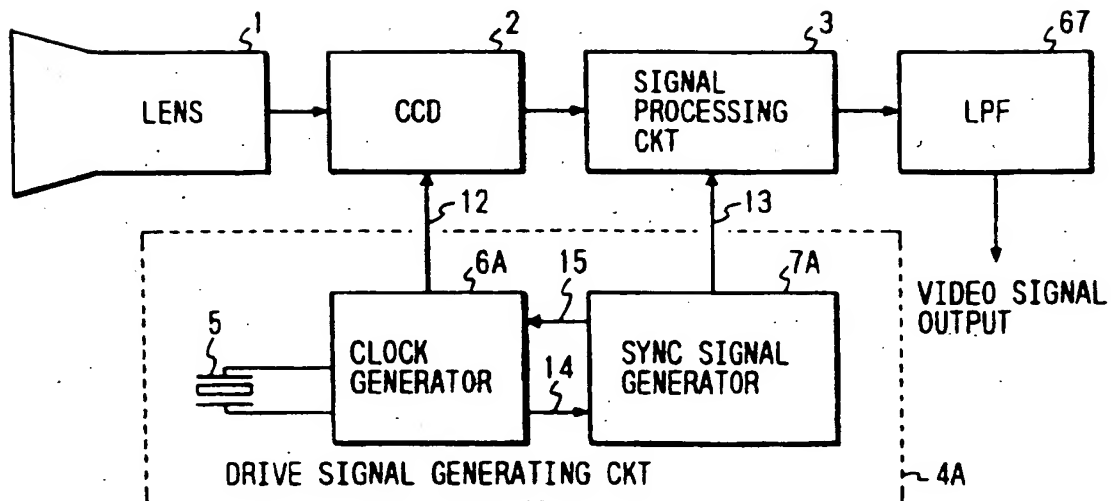 1
2
3
67
LENS
CCD
SIGNAL
PROCESSING
CKT
LPF
12
13
6A
15
7A
VIDEO SIGNAL
OUTPUT
5
CLOCK
GENERATOR
14
SYNC SIGNAL
GENERATOR
DRIVE SIGNAL GENERATING CKT
4A